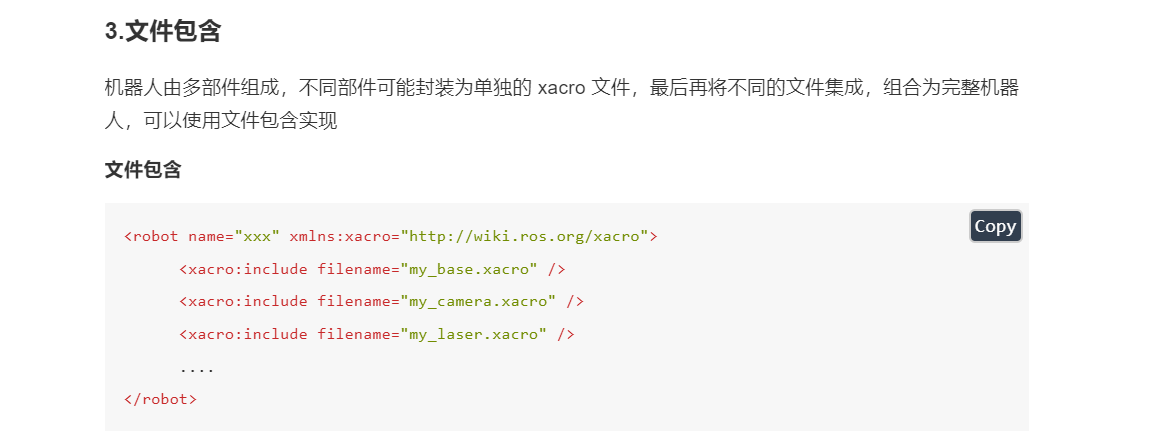 3.文件包含
机器人由多部件组成，不同部件可能封装为单独的 xacro 文件，最后再将不同的文件集成，组合为完整机器
人，可以使用文件包含实现
文件包含
Copy
<robot name="xxx" xmlns:xacro="http://wiki.ros.org/xacro">
      <xacro:include filename="my_base.xacro" />
      <xacro:include filename="my_camera.xacro" />
      <xacro:include filename="my_laser.xacro" />
      ....
</robot>